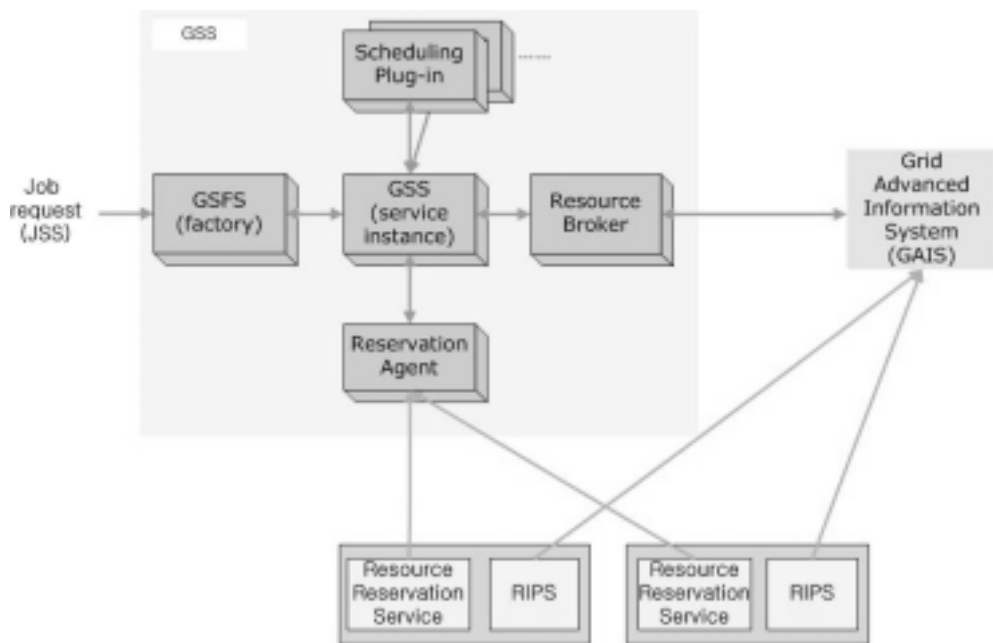 GSS
Scheduling
Plug-in
......
Job
request
(JSS)
GSFS
(factory)
GSS
(service
instance)
Resource
Broker
Grid
Advanced
Information
System
(GAIS)
Reservation
Agent
Resource
Reservation
Service
RIPS
Resource
Reservation
Service
RIPS